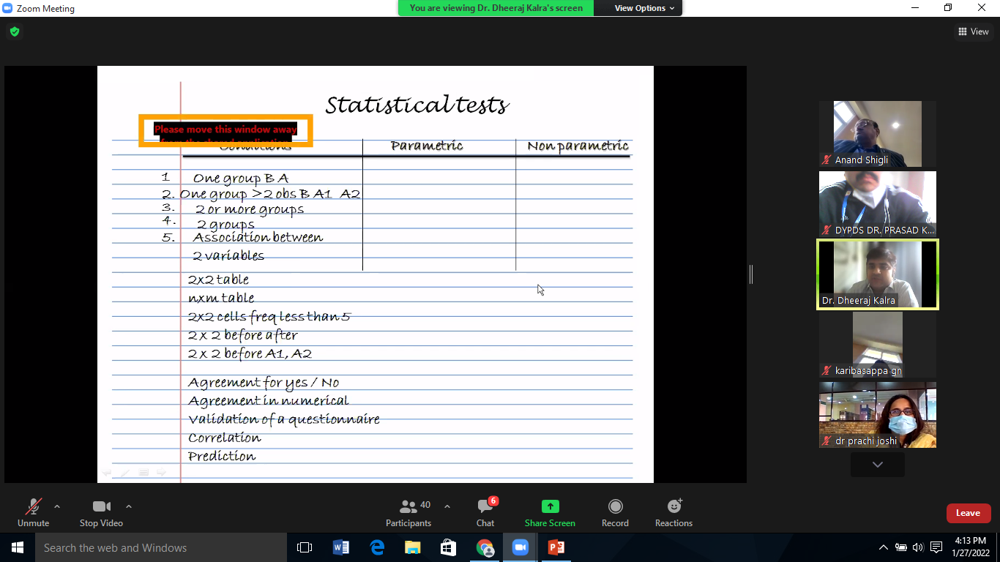 Zoom Meeting
You are viewing Dr. Dheeraj Kalra's screen
View Options
View
Statistical tests
Please move this window away
from the shared application
Conditions Parametric Non parametric
1 One group B A
2. One group >2 obs B A1 A2
3. 2 or more groups
4. 2 groups
5. Association between
2 variables
2x2 table
nxm table
2x2 cells freq less than 5
2 x 2 before after
2 x 2 before A1, A2
Agreement for yes / No
Agreement in numerical
Validation of a questionnaire
Correlation
Prediction
Anand Shigli
DYPDS DR. PRASAD K...
Dr. Dheeraj Kalra
karibasappa gn
dr prachi joshi
Unmute
Stop Video
40
Participants
6
Chat
Share Screen
Record
Reactions
Leave
Search the web and Windows
4:13 PM
1/27/2022